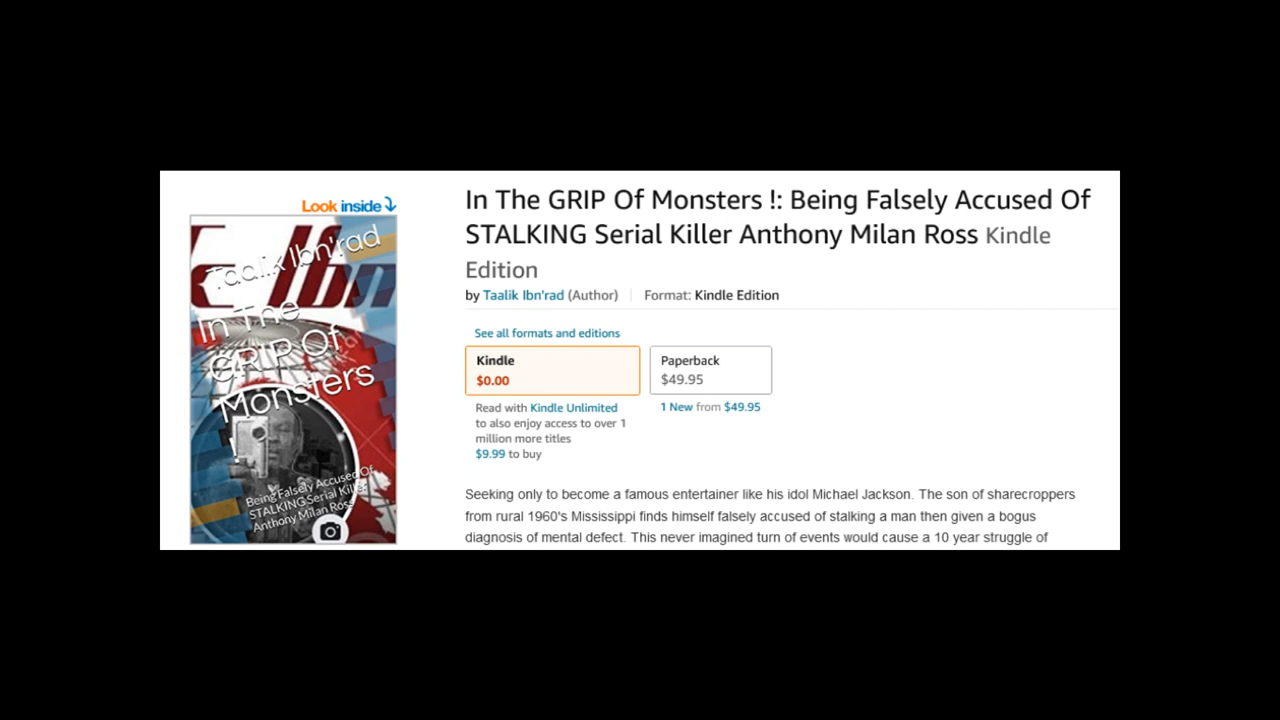 Look inside
Taalik Ibn'rad
In The
GRIP Of
Monsters
!
Being Falsely Accused Of
STALKING Serial Killer
Anthony Milan Ross
In The GRIP Of Monsters !: Being Falsely Accused Of
STALKING Serial Killer Anthony Milan Ross Kindle
Edition
by Taalik Ibn'rad (Author) Format: Kindle Edition
See all formats and editions
Kindle
$0.00
Read with Kindle Unlimited
to also enjoy access to over 1
million more titles
$9.99 to buy
Paperback
$49.95
1 New from $49.95
Seeking only to become a famous entertainer like his idol Michael Jackson. The son of sharecroppers
from rural 1960's Mississippi finds himself falsely accused of stalking a man then given a bogus
diagnosis of mental defect. This never imagined turn of events would cause a 10 year struggle of